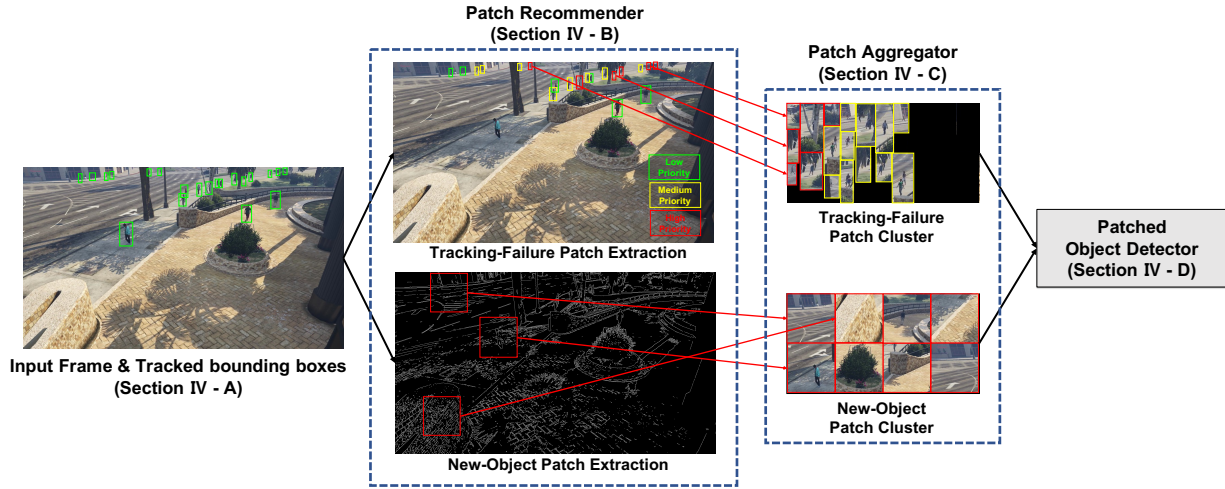 Patch Recommender
(Section IV - B)
Patch Aggregator
(Section IV - C)
Low
Priority
Medium
Priority
High
Priority
Tracking-Failure Patch Extraction
Tracking-Failure
Patch Cluster
Patched
Object Detector
(Section IV - D)
Input Frame & Tracked bounding boxes
(Section IV - A)
New-Object Patch Extraction
New-Object
Patch Cluster